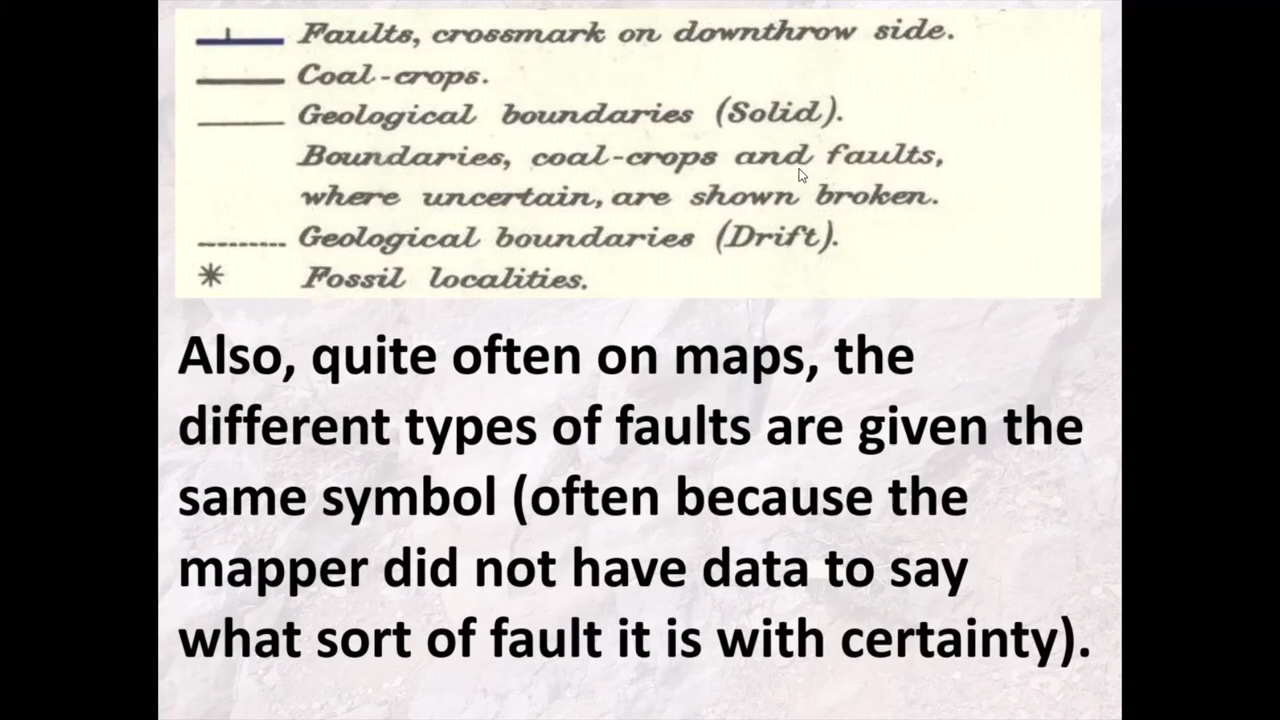 Faults, crossmark on downthrow side.
Coal-crops.
Geological boundaries (Solid).
Boundaries, coal-crops and faults,
where uncertain, are shown broken.
Geological boundaries (Drift).
Fossil localities.
Also, quite often on maps, the
different types of faults are given the
same symbol (often because the
mapper did not have data to say
what sort of fault it is with certainty).